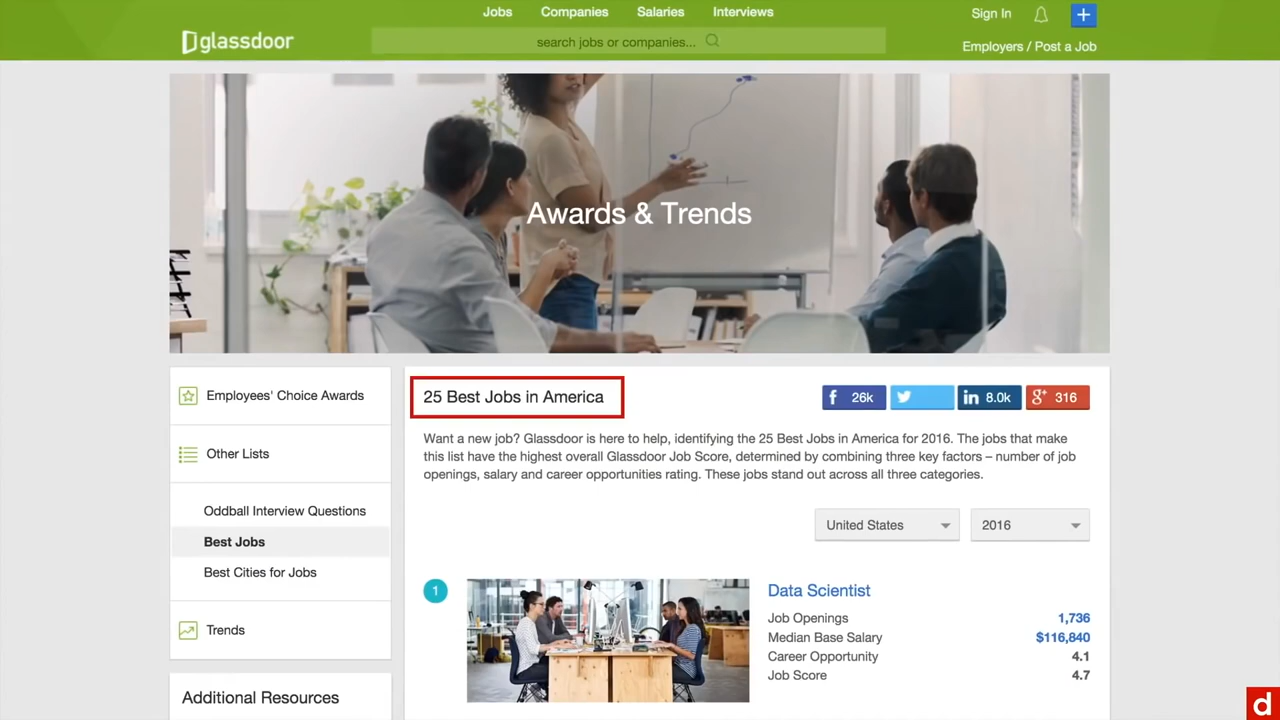 Jobs Companies Salaries Interviews
Sign In
+
glassdoor
search jobs or companies...
Employers / Post a Job
Awards & Trends
Employees' Choice Awards
Other Lists
Oddball Interview Questions
Best Jobs
Best Cities for Jobs
Trends
Additional Resources
25 Best Jobs in America
f 26k
in 8.0k
g+ 316
Want a new job? Glassdoor is here to help, identifying the 25 Best Jobs in America for 2016. The jobs that make
this list have the highest overall Glassdoor Job Score, determined by combining three key factors – number of job
openings, salary and career opportunities rating. These jobs stand out across all three categories.
United States
2016
1
Data Scientist
Job Openings 1,736
Median Base Salary $116,840
Career Opportunity 4.1
Job Score 4.7
d